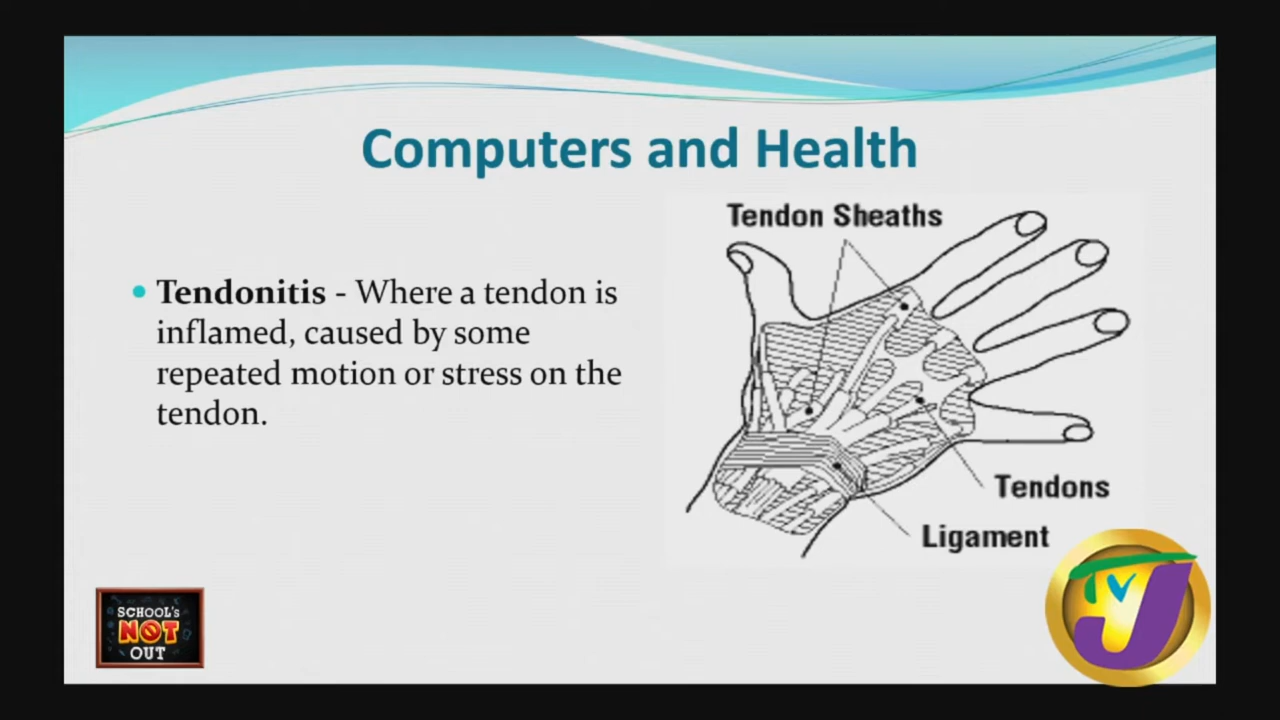 Computers and Health
Tendonitis - Where a tendon is
inflamed, caused by some
repeated motion or stress on the
tendon.
Tendon Sheaths
Tendons
Ligament
SCHOOL's
NOT
OUT
TVJ